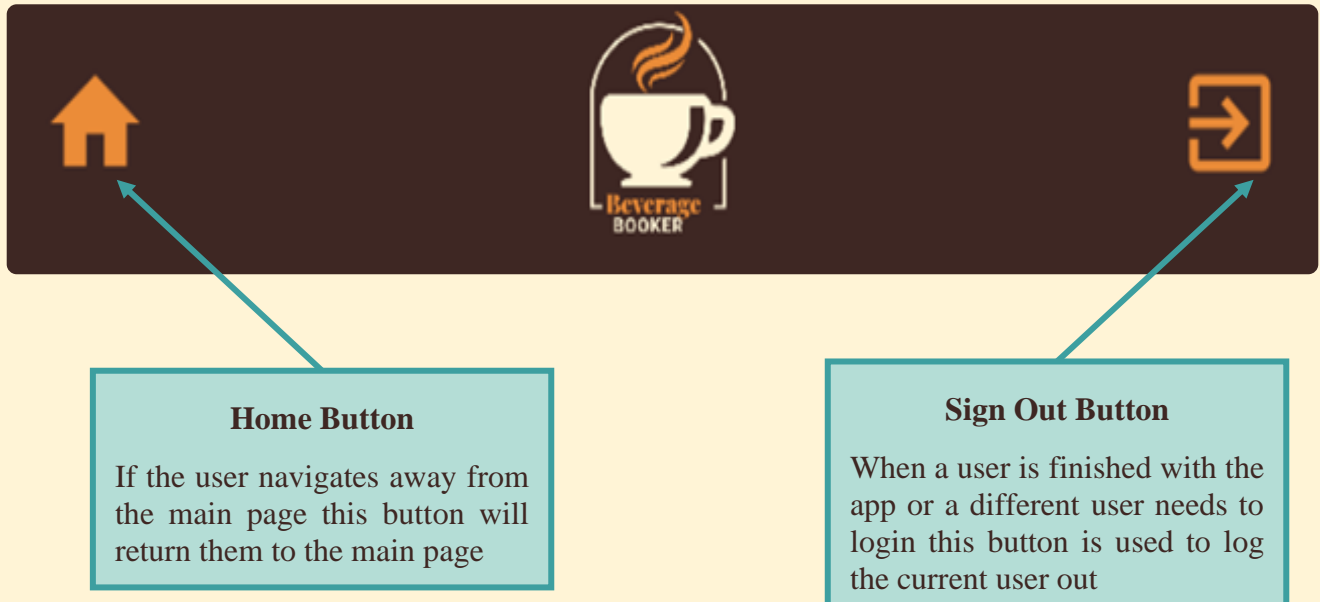 Beverage
BOOKER
Home Button
If the user navigates away from
the main page this button will
return them to the main page
Sign Out Button
When a user is finished with the
app or a different user needs to
login this button is used to log
the current user out